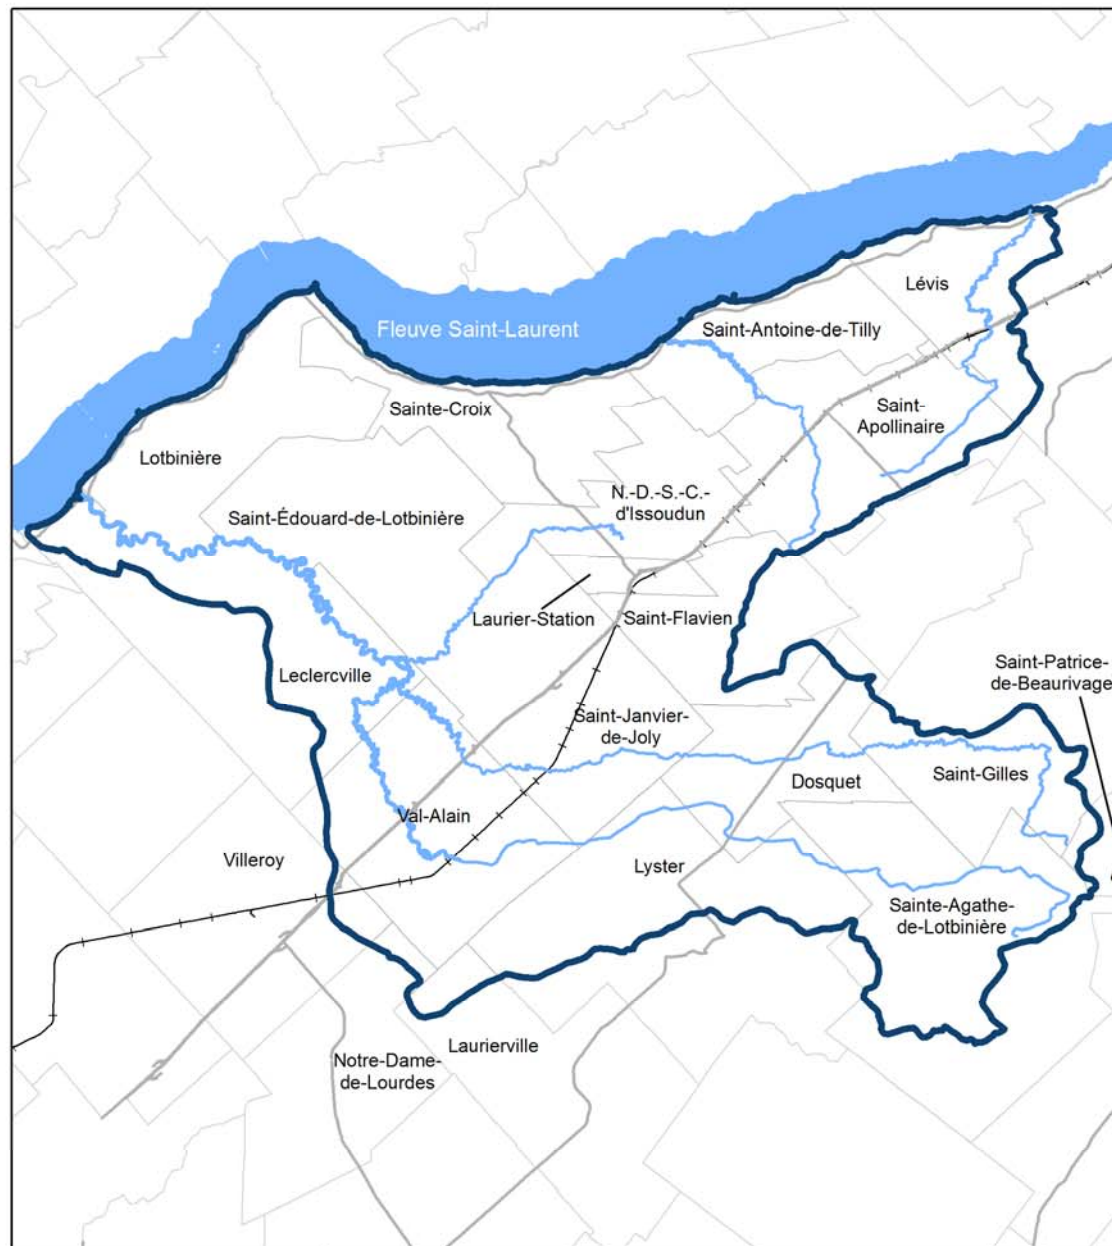 Lévis
Fleuve Saint-Laurent
Saint-Antoine-de-Tilly
Sainte-Croix
Saint-
Apollinaire
Lotbinière
N.-D.-S.-C.-
d'Issoudun
Saint-Édouard-de-Lotbinière
Laurier-Station
Saint-Flavien
Leclercville
Saint-Patrice-
de-Beaurivage
Saint-Janvier-
de-Joly
Dosquet
Saint-Gilles
Val-Alain
Villeroy
Lyster
Sainte-Agathe-
de-Lotbinière
Laurierville
Notre-Dame-
de-Lourdes